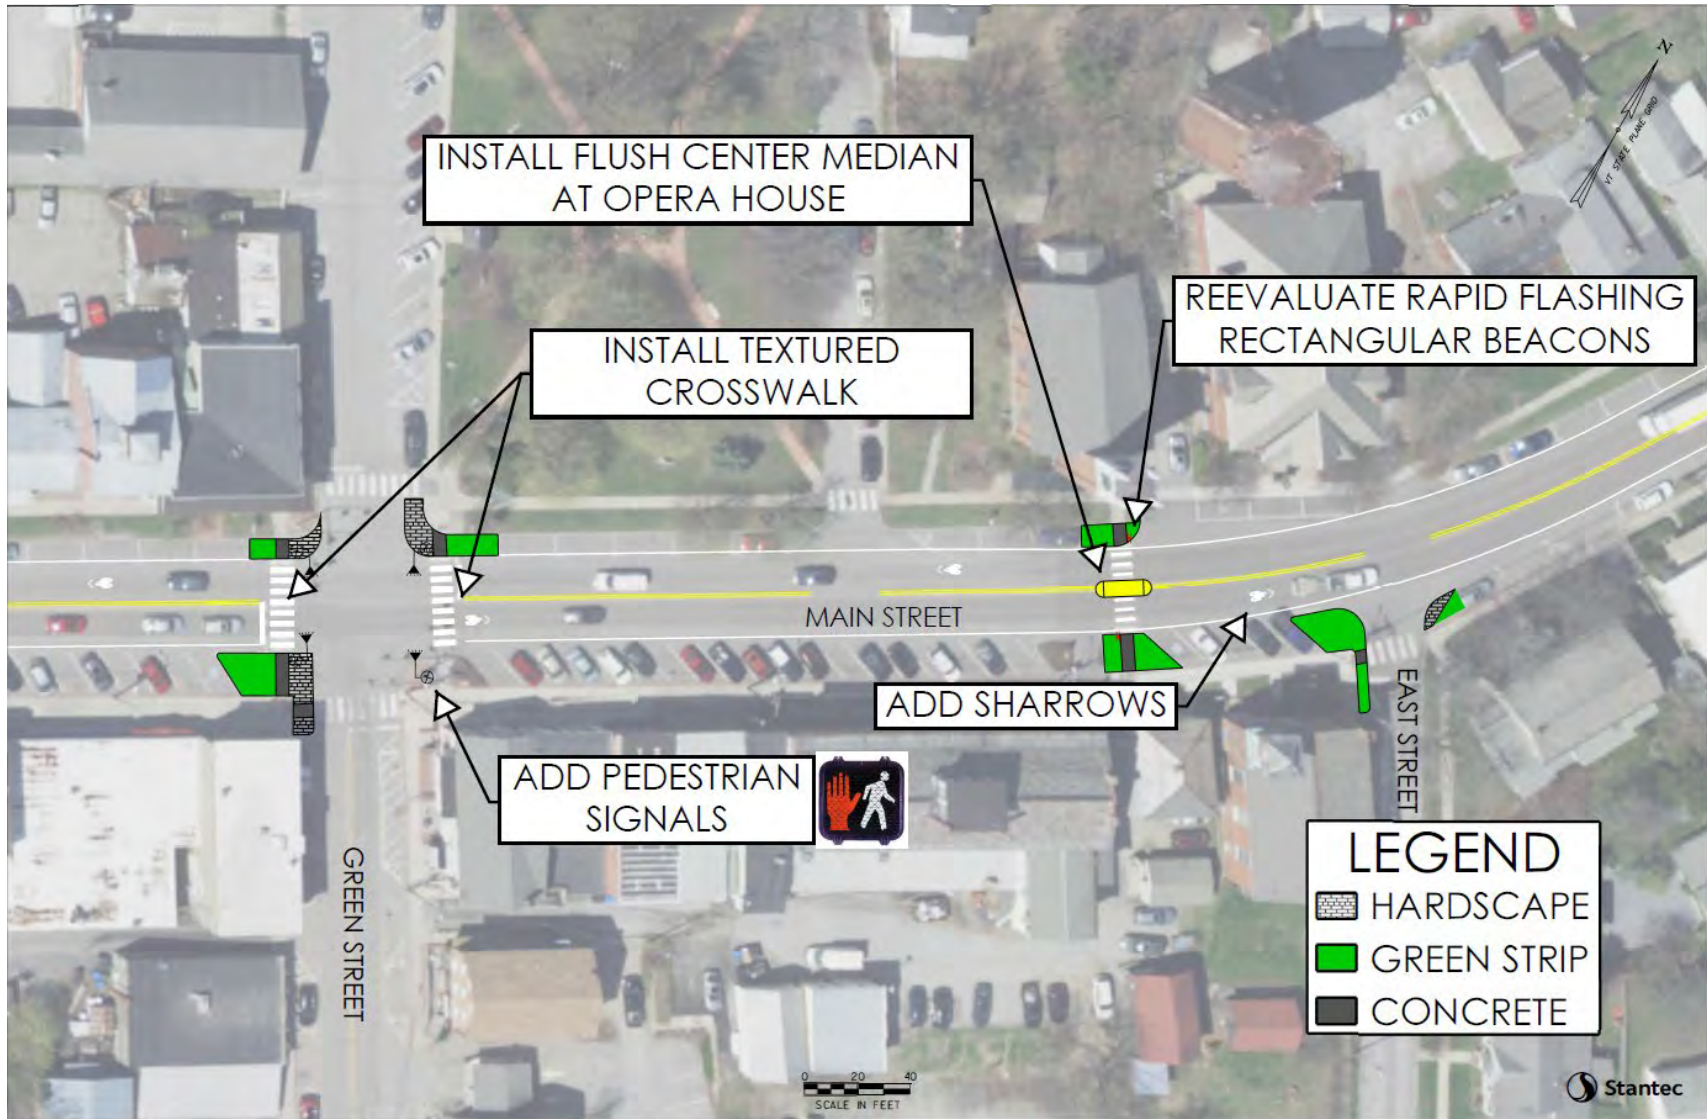 N
VT STATE PLANE GRID
INSTALL FLUSH CENTER MEDIAN
AT OPERA HOUSE
REEVALUATE RAPID FLASHING
RECTANGULAR BEACONS
INSTALL TEXTURED
CROSSWALK
MAIN STREET
ADD SHARROWS
EAST STREET
ADD PEDESTRIAN
SIGNALS
GREEN STREET
LEGEND
HARDSCAPE
GREEN STRIP
CONCRETE
0 20 40
SCALE IN FEET
Stantec